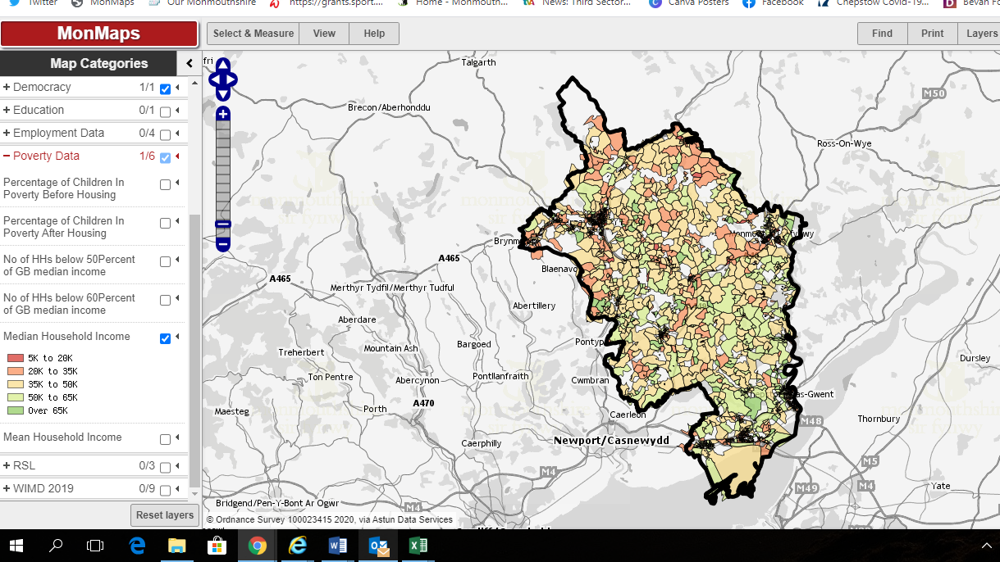 Twitter MonMaps Our Monmouthshire https://grants.sport.... Home - Monmouth... News: Third Sector... Canva Posters Facebook Chepstow Covid-19... Bevan Fo
MonMaps
Select & Measure View Help Find Print Layers
Map Categories
+ Democracy 1/1
+ Education 0/1
+ Employment Data 0/4
− Poverty Data 1/6
Percentage of Children In
Poverty Before Housing
Percentage of Children In
Poverty After Housing
No of HHs below 50Percent
of GB median income
No of HHs below 60Percent
of GB median income
Median Household Income
5K to 20K
20K to 35K
35K to 50K
50K to 65K
Over 65K
Mean Household Income
+ RSL 0/3
+ WIMD 2019 0/9
Reset layers
fri
Talgarth
M50
Brecon/Aberhonddu
Ross-On-Wye
monmouthshire
sir fynwy
Brynm
A465
Blaenavo
A465
Merthyr Tydfil/Merthyr Tudful
Abertillery
Aberdare
Mountain Ash
Bargoed
Pontyp
Treherbert
Dursley
Ton Pentre
Abercynon
Pontllanfraith
Cwmbran
as-Gwent
A470
Maesteg
Porth
Caerleon
M48
Thornbury
Caerphilly
Newport/Casnewydd
M4
M5
M49
M4
Yate
Bridgend/Pen-Y-Bont Ar Ogwr
M4
© Ordnance Survey 100023415 2020, via Astun Data Services